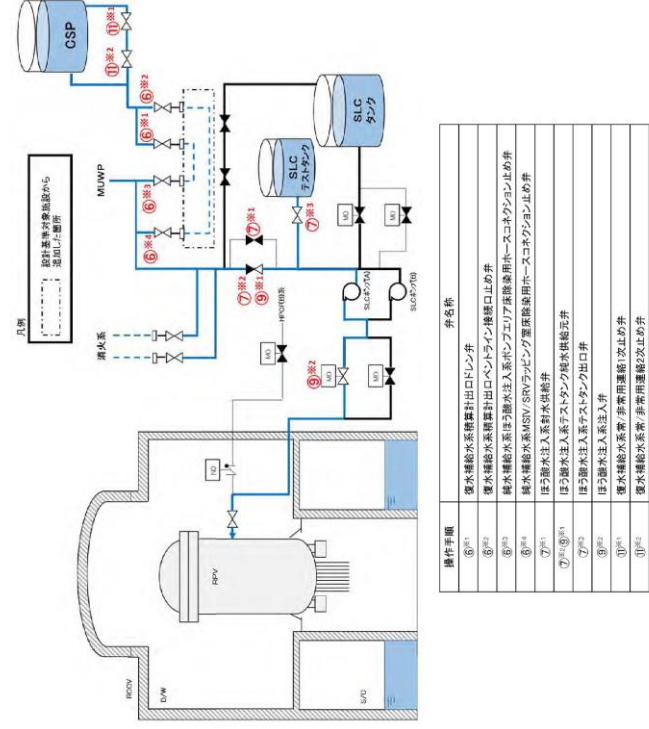 凡例
設計基準対象施設から
追加した箇所
CSP
⑪※1
⑪※2
⑥※2
⑥※1
MUWP
⑥※3
⑥※4
消火系
SLC
タンク
SLC
テストタンク
MO
MO
⑦※1
⑦※3
⑦※2
⑨※1
HPCF(B)系
MO
SLCポンプ(A)
SLCポンプ(B)
⑨※2
MO
MO
NO
RPV
RCCV
D/W
S/C
操作手順 弁名称
⑥※1 復水補給水系積算計出口ドレン弁
⑥※2 復水補給水系積算計出口ベントライン接続口止め弁
⑥※3 純水補給水系ほう酸水注入系ポンプエリア床除染用ホースコネクション止め弁
⑥※4 純水補給水系MSIV/SRVラッピング室床除染用ホースコネクション止め弁
⑦※1 ほう酸水注入系封水供給弁
⑦※2⑨※1 ほう酸水注入系テストタンク純水供給元弁
⑦※3 ほう酸水注入系テストタンク出口弁
⑨※2 ほう酸水注入系注入弁
⑪※1 復水補給水系常/非常用連絡1次止め弁
⑪※2 復水補給水系常/非常用連絡2次止め弁